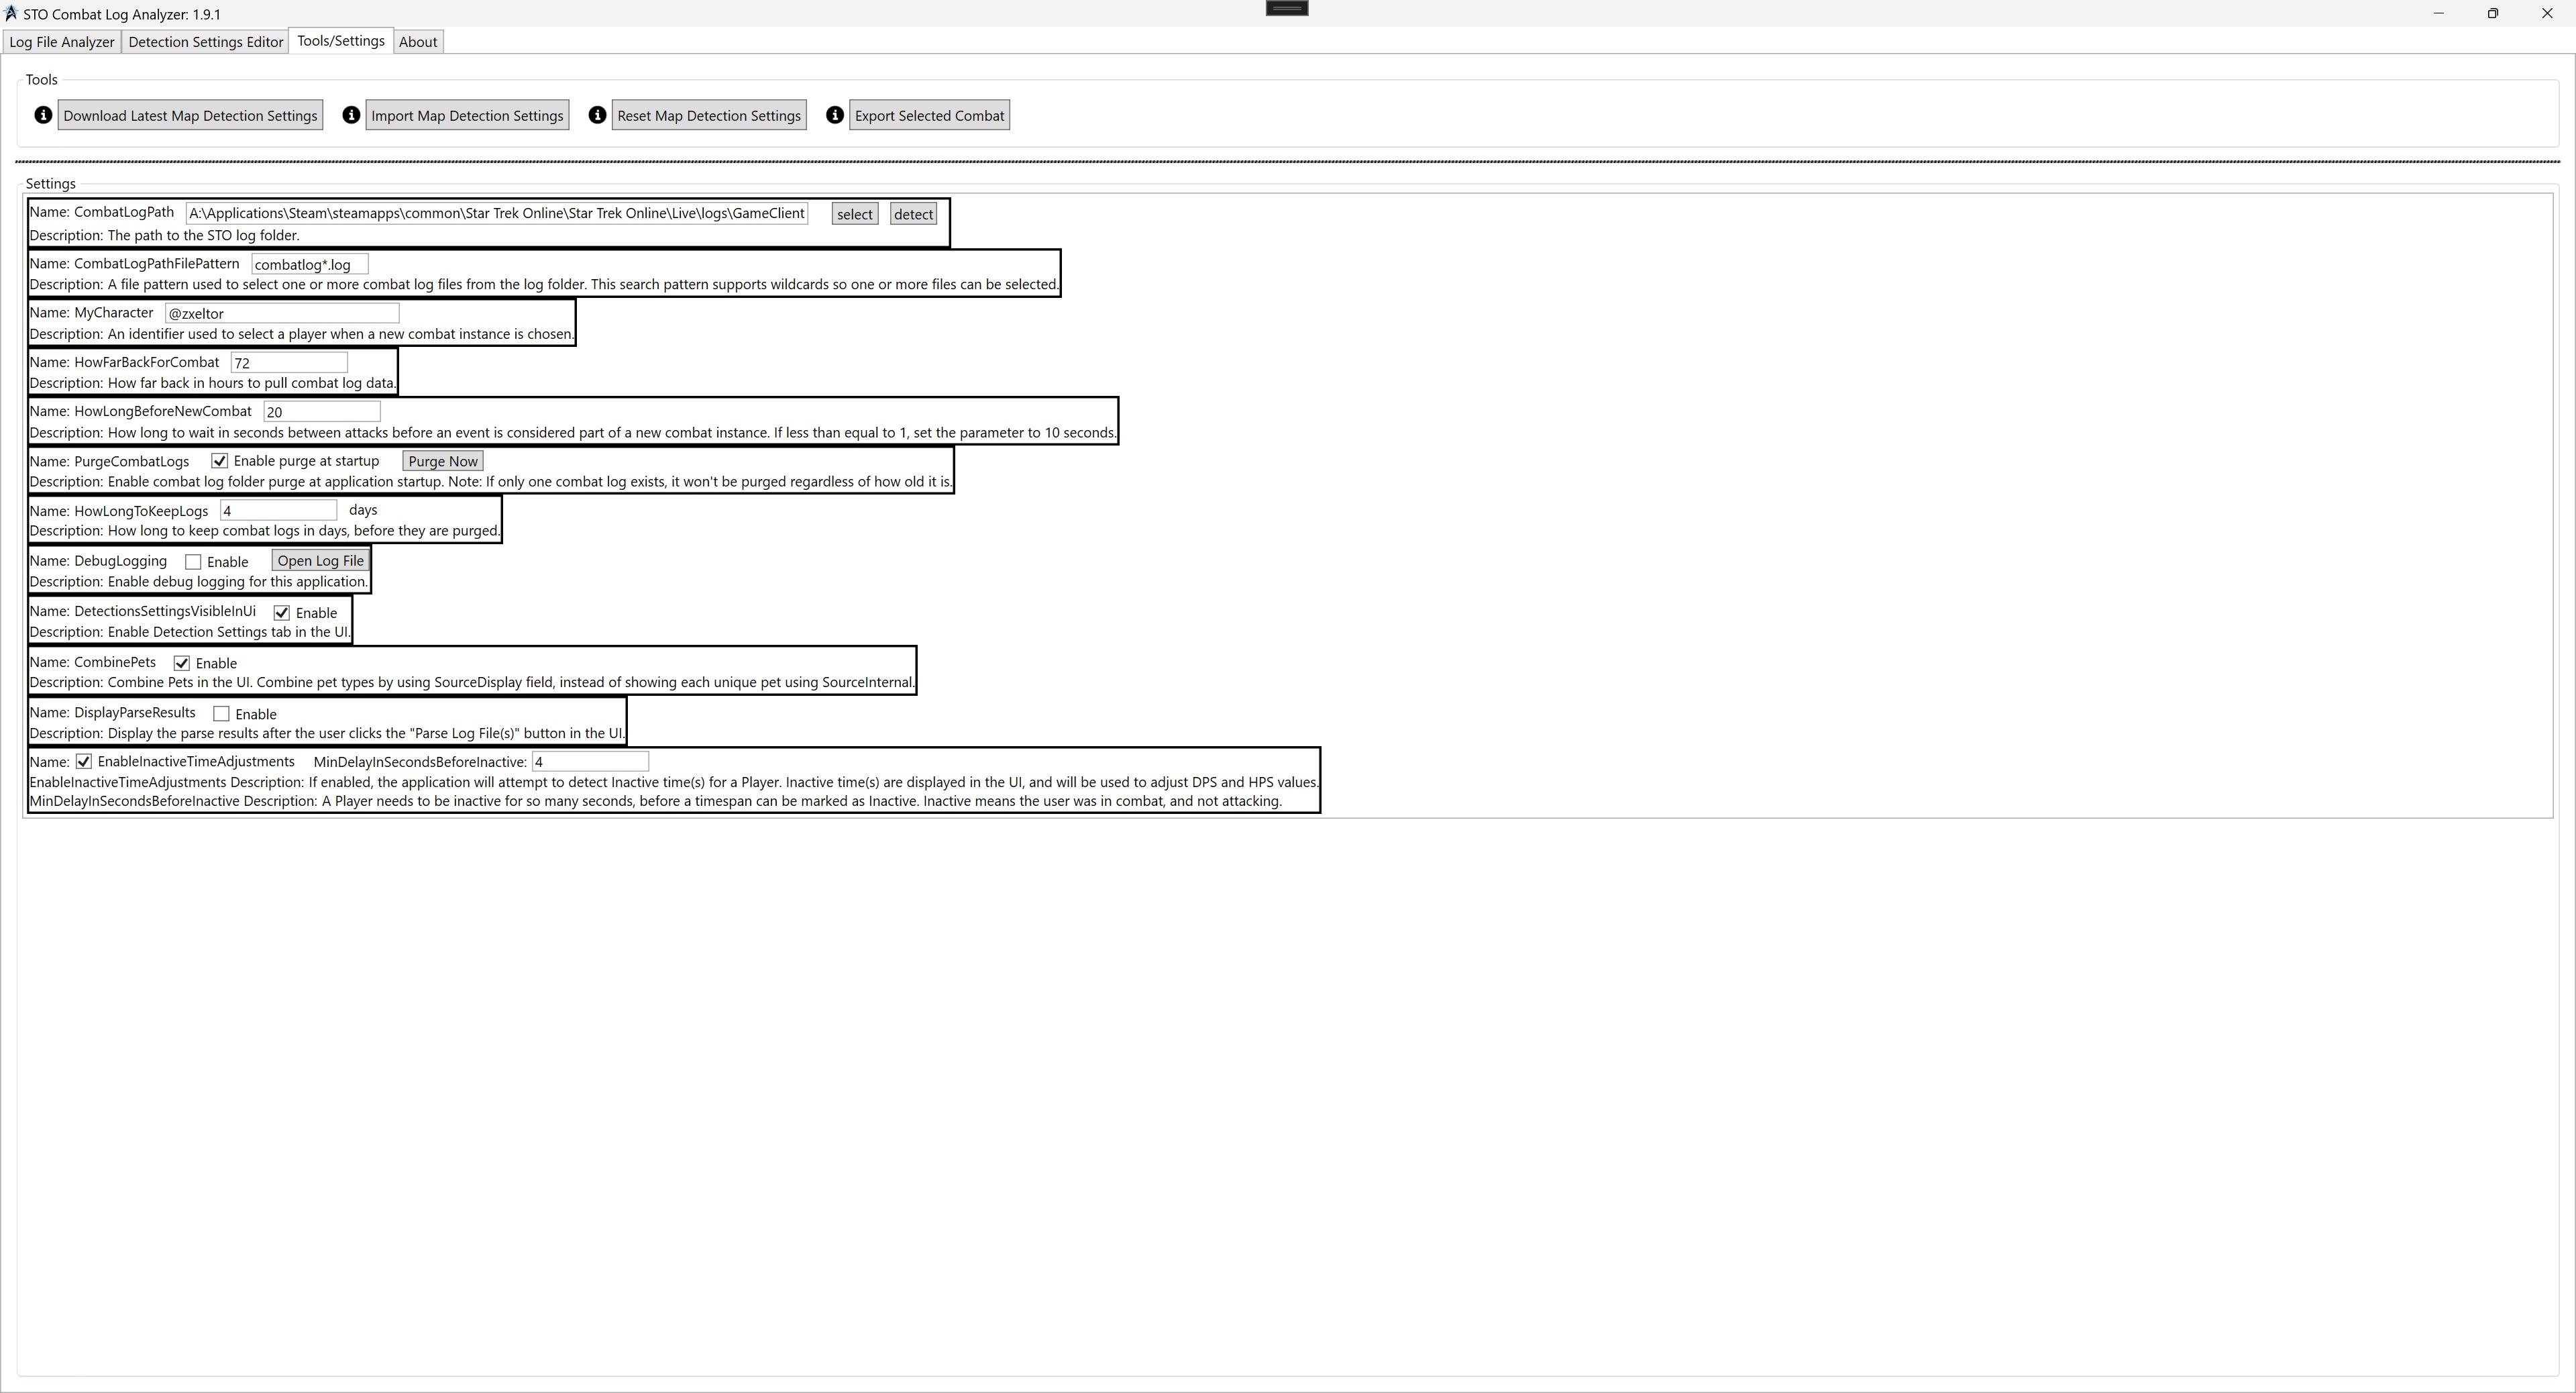 STO Combat Log Analyzer: 1.9.1
Log File Analyzer Detection Settings Editor Tools/Settings About
Tools
Download Latest Map Detection Settings Import Map Detection Settings Reset Map Detection Settings Export Selected Combat
Settings
Name: CombatLogPath A:\Applications\Steam\steamapps\common\Star Trek Online\Star Trek Online\Live\logs\GameClient select detect
Description: The path to the STO log folder.
Name: CombatLogPathFilePattern combatlog*.log
Description: A file pattern used to select one or more combat log files from the log folder. This search pattern supports wildcards so one or more files can be selected.
Name: MyCharacter @zxeltor
Description: An identifier used to select a player when a new combat instance is chosen.
Name: HowFarBackForCombat 72
Description: How far back in hours to pull combat log data.
Name: HowLongBeforeNewCombat 20
Description: How long to wait in seconds between attacks before an event is considered part of a new combat instance. If less than equal to 1, set the parameter to 10 seconds.
Name: PurgeCombatLogs Enable purge at startup Purge Now
Description: Enable combat log folder purge at application startup. Note: If only one combat log exists, it won't be purged regardless of how old it is.
Name: HowLongToKeepLogs 4 days
Description: How long to keep combat logs in days, before they are purged.
Name: DebugLogging Enable Open Log File
Description: Enable debug logging for this application.
Name: DetectionsSettingsVisibleInUi Enable
Description: Enable Detection Settings tab in the UI.
Name: CombinePets Enable
Description: Combine Pets in the UI. Combine pet types by using SourceDisplay field, instead of showing each unique pet using SourceInternal.
Name: DisplayParseResults Enable
Description: Display the parse results after the user clicks the "Parse Log File(s)" button in the UI.
Name: EnableInactiveTimeAdjustments MinDelayInSecondsBeforeInactive: 4
EnableInactiveTimeAdjustments Description: If enabled, the application will attempt to detect Inactive time(s) for a Player. Inactive time(s) are displayed in the UI, and will be used to adjust DPS and HPS values.
MinDelayInSecondsBeforeInactive Description: A Player needs to be inactive for so many seconds, before a timespan can be marked as Inactive. Inactive means the user was in combat, and not attacking.